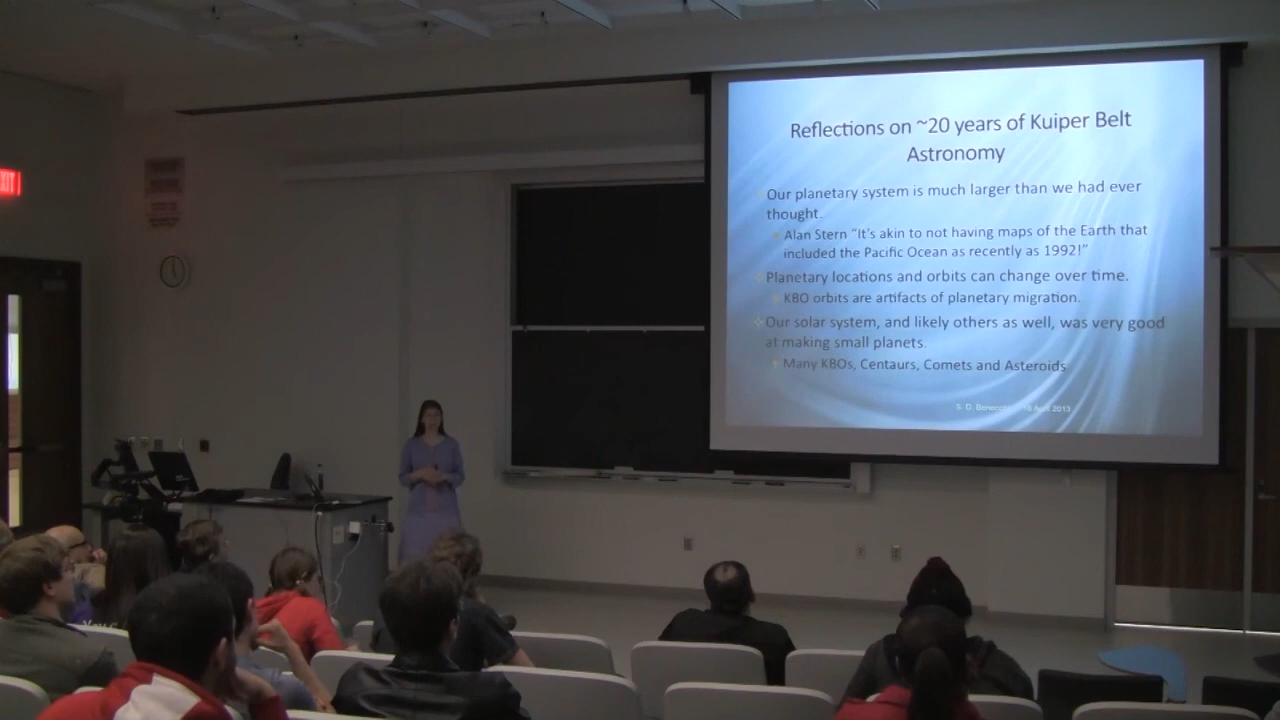 EXIT
Reflections on ~20 years of Kuiper Belt
Astronomy
Our planetary system is much larger than we had ever
thought.
Alan Stern “It’s akin to not having maps of the Earth that
included the Pacific Ocean as recently as 1992!”
Planetary locations and orbits can change over time.
KBO orbits are artifacts of planetary migration.
Our solar system, and likely others as well, was very good
at making small planets.
Many KBOs, Centaurs, Comets and Asteroids
S. D. 18 April 2013